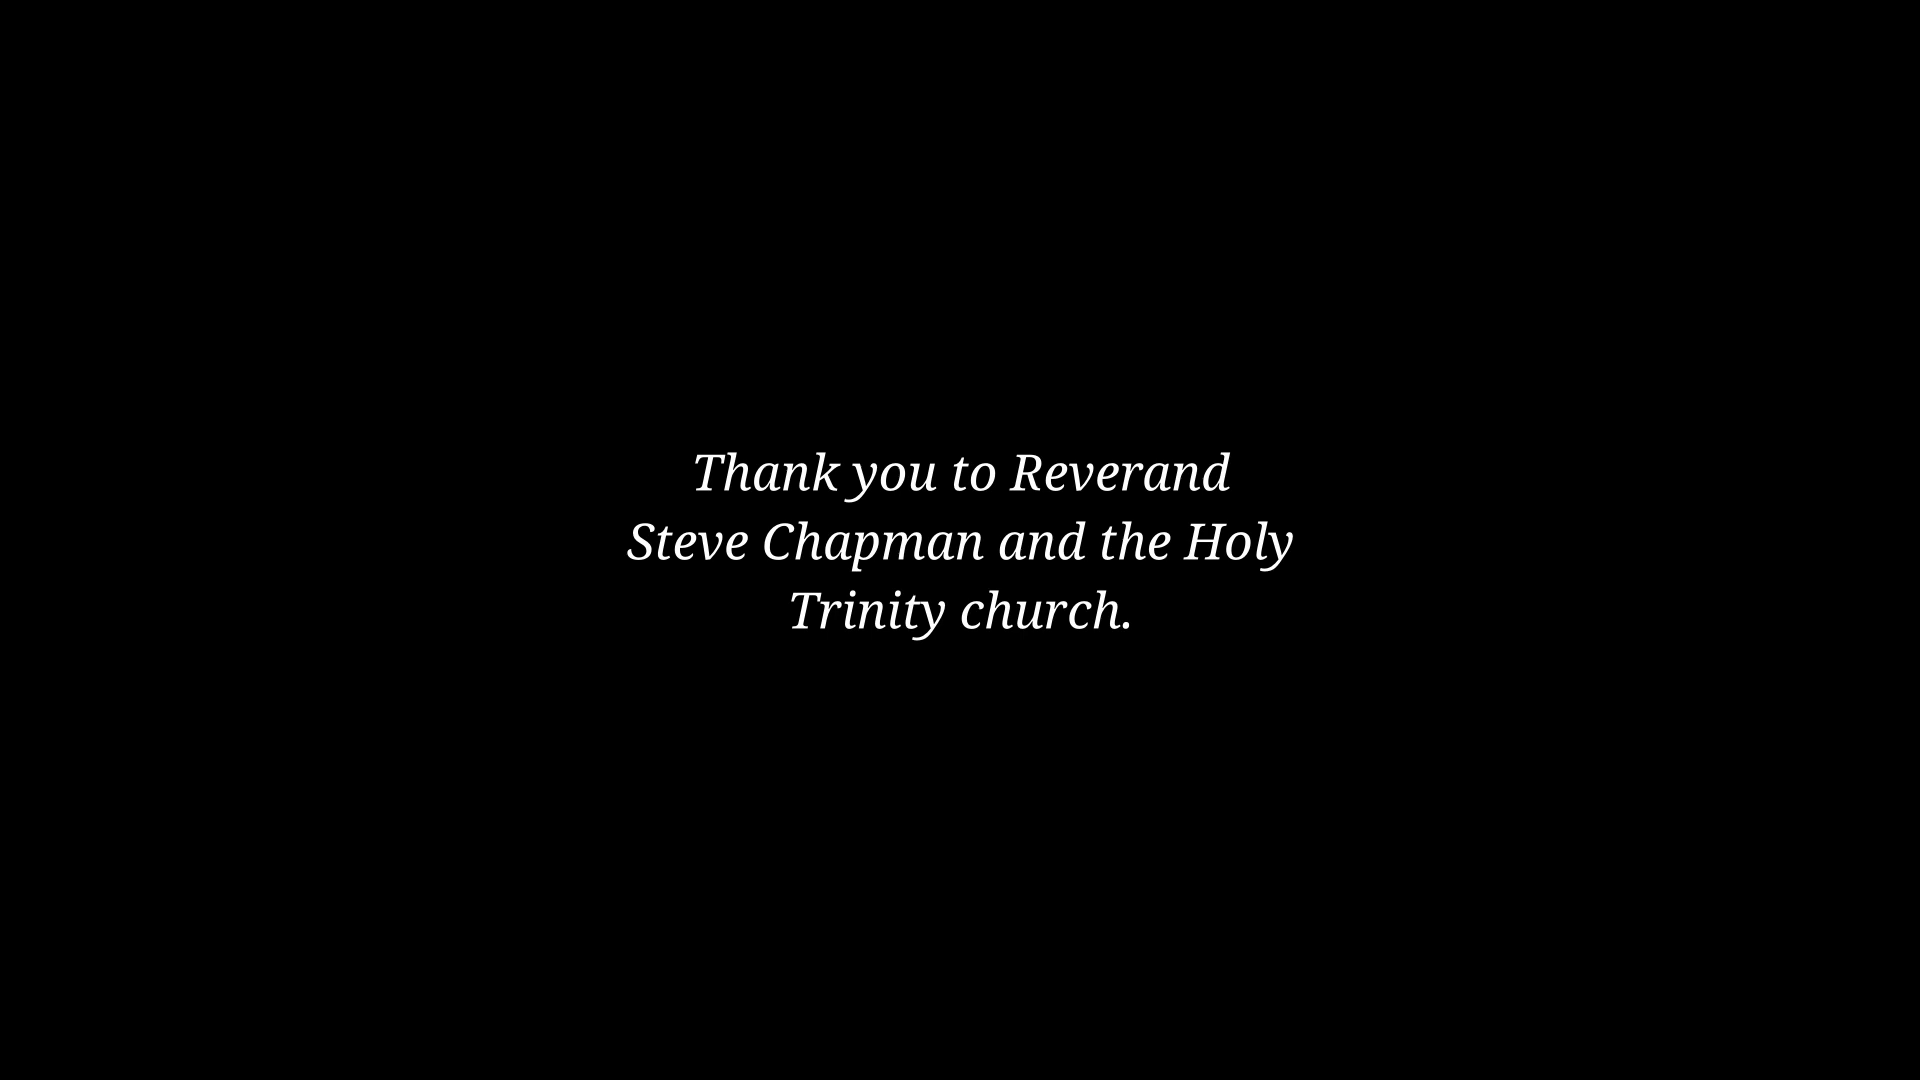 Thank you to Reverand
Steve Chapman and the Holy
Trinity church.